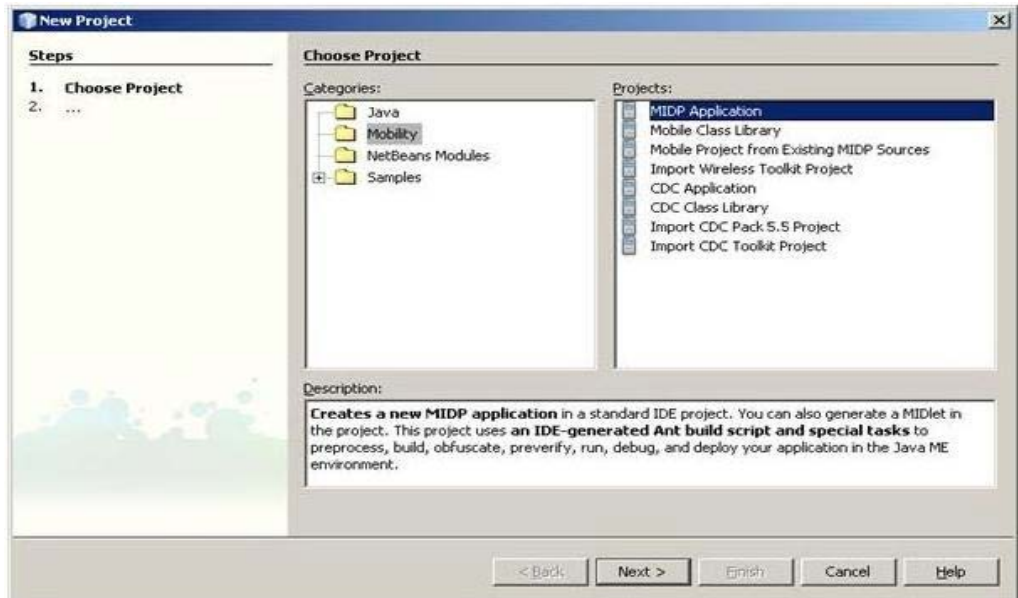 New Project
Steps
1. Choose Project
2. ...
Choose Project
Categories:
Java
Mobility
NetBeans Modules
Samples
Projects:
MIDP Application
Mobile Class Library
Mobile Project from Existing MIDP Sources
Import Wireless Toolkit Project
CDC Application
CDC Class Library
Import CDC Pack 5.5 Project
Import CDC Toolkit Project
Description:
Creates a new MIDP application in a standard IDE project. You can also generate a MIDlet in
the project. This project uses an IDE-generated Ant build script and special tasks to
preprocess, build, obfuscate, preverify, run, debug, and deploy your application in the Java ME
environment.
< Back
Next >
Finish
Cancel
Help